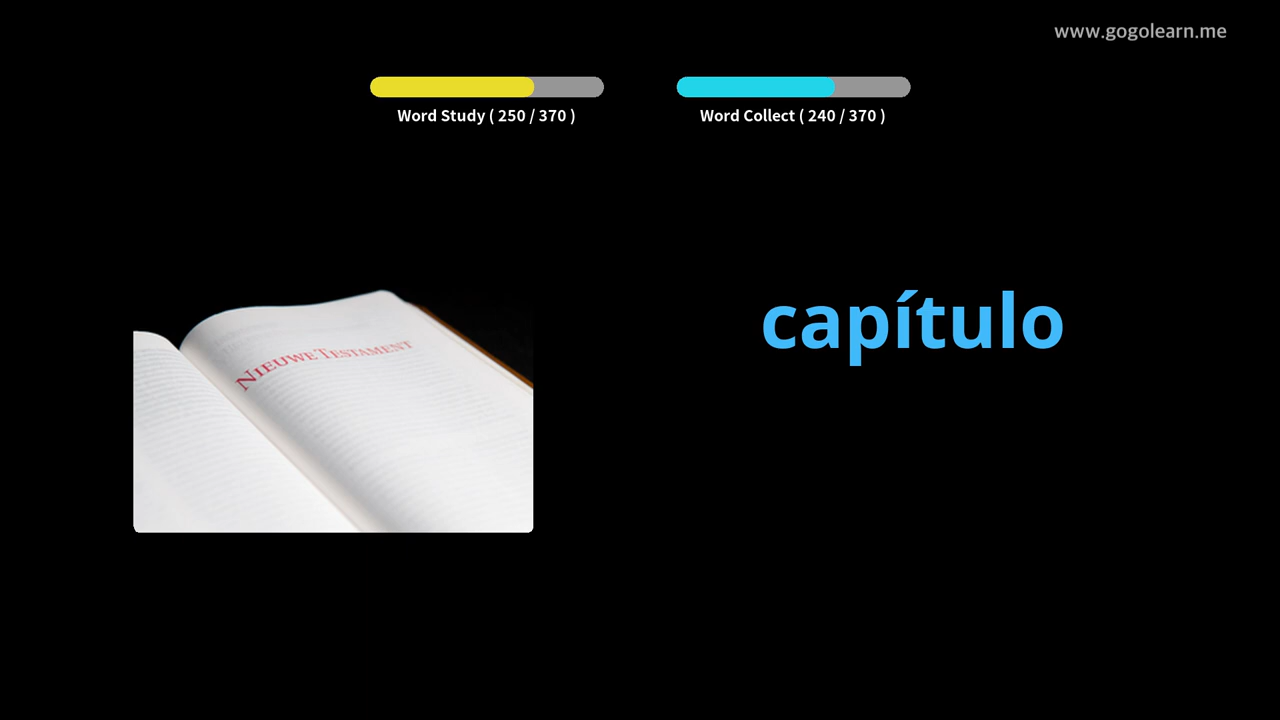 www.gogolearn.me
Word Study ( 250 / 370 )
Word Collect ( 240 / 370 )
capítulo
NIEUWE TESTAMENT